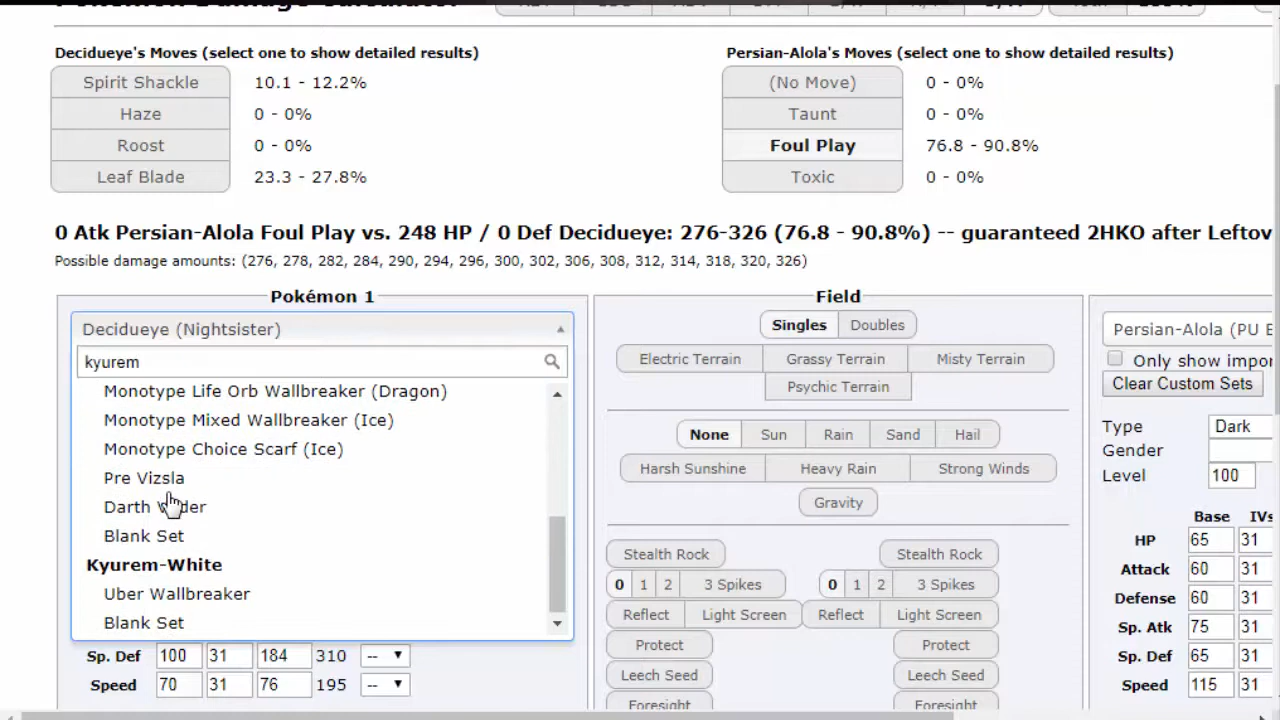 Decidueye's Moves (select one to show detailed results)
Persian-Alola's Moves (select one to show detailed results)
Spirit Shackle 10.1 - 12.2%
(No Move) 0 - 0%
Haze 0 - 0%
Taunt 0 - 0%
Roost 0 - 0%
Foul Play 76.8 - 90.8%
Leaf Blade 23.3 - 27.8%
Toxic 0 - 0%
0 Atk Persian-Alola Foul Play vs. 248 HP / 0 Def Decidueye: 276-326 (76.8 - 90.8%) -- guaranteed 2HKO after Leftov
Possible damage amounts: (276, 278, 282, 284, 290, 294, 296, 300, 302, 306, 308, 312, 314, 318, 320, 326)
Pokémon 1
Decidueye (Nightsister)
kyurem
Monotype Life Orb Wallbreaker (Dragon)
Monotype Mixed Wallbreaker (Ice)
Monotype Choice Scarf (Ice)
Pre Vizsla
Darth
Blank Set
Kyurem-White
Uber Wallbreaker
Blank Set
Sp. Def 100 31 184 310 --
Speed 70 31 76 195 --
Field
Singles Doubles
Electric Terrain Grassy Terrain Misty Terrain
Psychic Terrain
None Sun Rain Sand Hail
Harsh Sunshine Heavy Rain Strong Winds
Gravity
Stealth Rock Stealth Rock
0 1 2 3 Spikes 0 1 2 3 Spikes
Reflect Light Screen Reflect Light Screen
Protect Protect
Leech Seed Leech Seed
Foresight Foresight
Persian-Alola (PU
Only show impor
Clear Custom Sets
Type Dark
Gender
Level 100
Base IVs
HP 65 31
Attack 60 31
Defense 60 31
Sp. Atk 75 31
Sp. Def 65 31
Speed 115 31